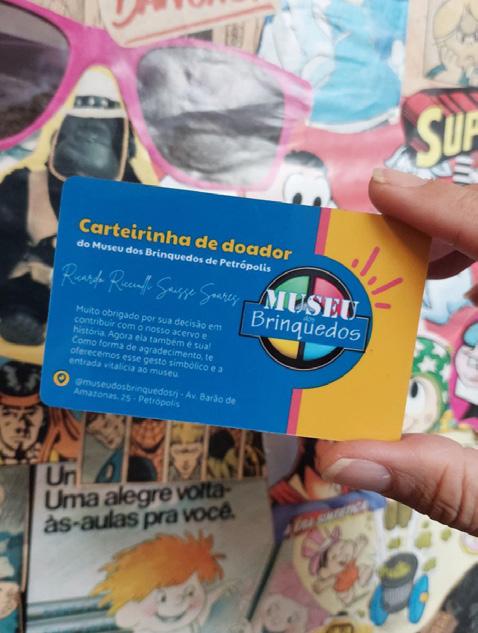 Carteirinha de doador
do Museu dos Brinquedos de Petrópolis
Ricardo Saisse Soares
Muito obrigado por sua decisão em
contribuir com o nosso acervo e
história. Agora ela também é sua!
Como forma de agradecimento, te
oferecemos esse gesto simbólico e a
entrada vitalícia ao museu.
@museudosbrinquedosrj - Av. Barão de
Amazonas, 25 - Petrópolis
MUSEU
dos
Brinquedos
SUP
Un
Uma alegre volta-
às-aulas pra você.